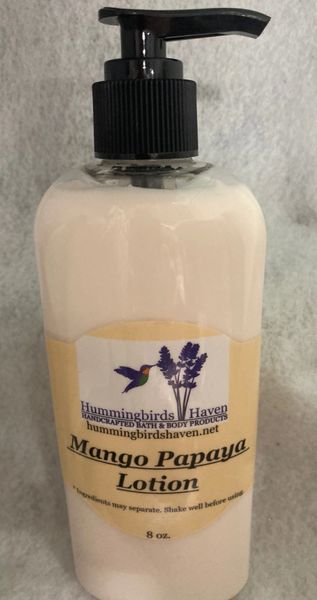 Hummingbirds Haven
HANDCRAFTED BATH & BODY PRODUCTS
hummingbirdshaven.net
Mango Papaya
Lotion
* Ingredients may separate. Shake well before using.
8 oz.